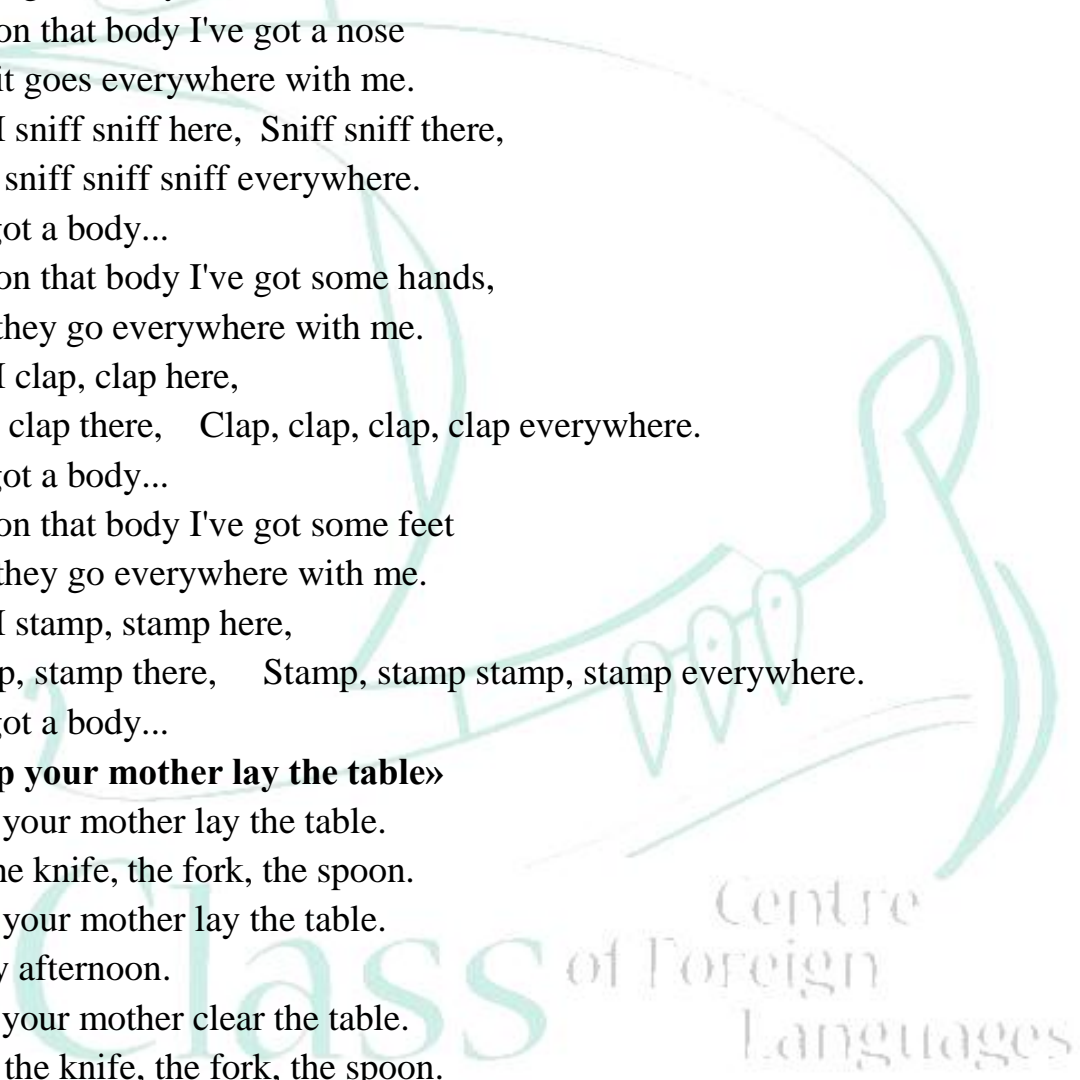 on that body I've got a nose
it goes everywhere with me.
I sniff sniff here,  Sniff sniff there,
sniff sniff sniff everywhere.
got a body...
on that body I've got some hands,
they go everywhere with me.
I clap, clap here,
clap there,    Clap, clap, clap, clap everywhere.
got a body...
on that body I've got some feet
they go everywhere with me.
I stamp, stamp here,
stamp there,     Stamp, stamp stamp, stamp everywhere.
got a body...
your mother lay the table»
your mother lay the table.
knife, the fork, the spoon.
your mother lay the table.
afternoon.
your mother clear the table.
the knife, the fork, the spoon.
Class
Centre
of Foreign
Languages